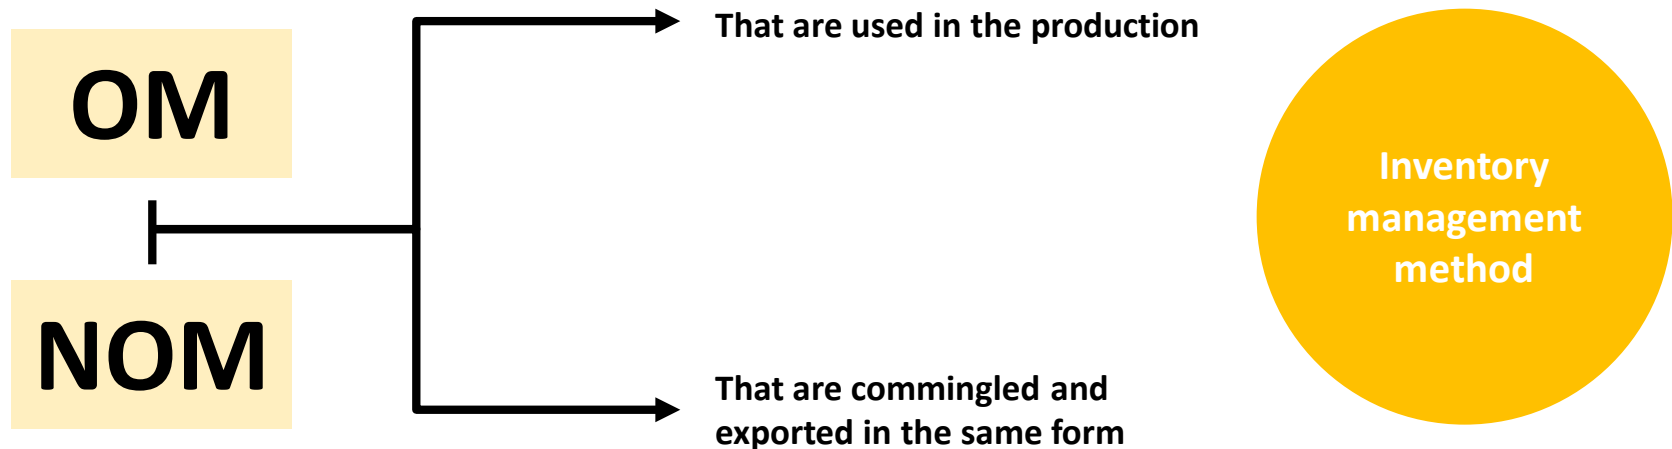 OM
NOM
That are used in the production
That are commingled and
exported in the same form
Inventory
management
method